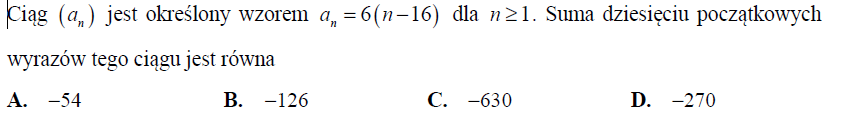 Ciąg (aₙ) jest określony wzorem aₙ = 6(n−16) dla n≥1. Suma dziesięciu początkowych
wyrazów tego ciągu jest równa
A. −54 B. −126 C. −630 D. −270